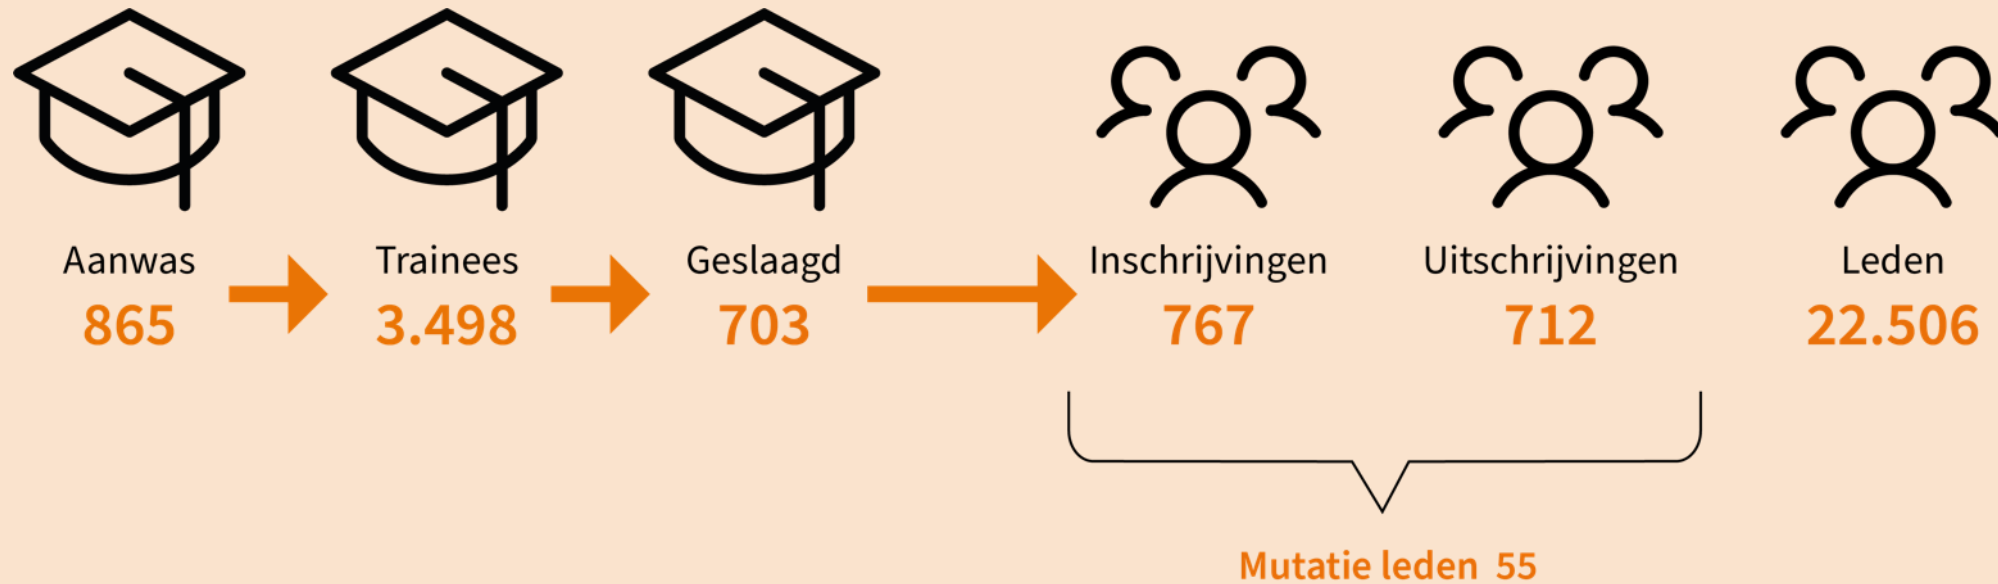 Aanwas
865
Trainees
3.498
Geslaagd
703
Inschrijvingen
767
Uitschrijvingen
712
Leden
22.506
Mutatie leden 55